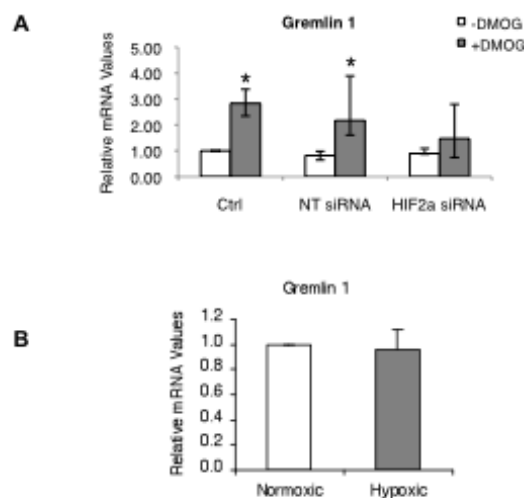 A
Gremlin 1
-DMOG
+DMOG
Relative mRNA Values
5.00
4.00
3.00
2.00
1.00
0.00
*
*
Ctrl
NT siRNA
HIF2a siRNA
B
Gremlin 1
Relative mRNA Values
1.2
1.0
0.8
0.6
0.4
0.2
0.0
Normoxic
Hypoxic